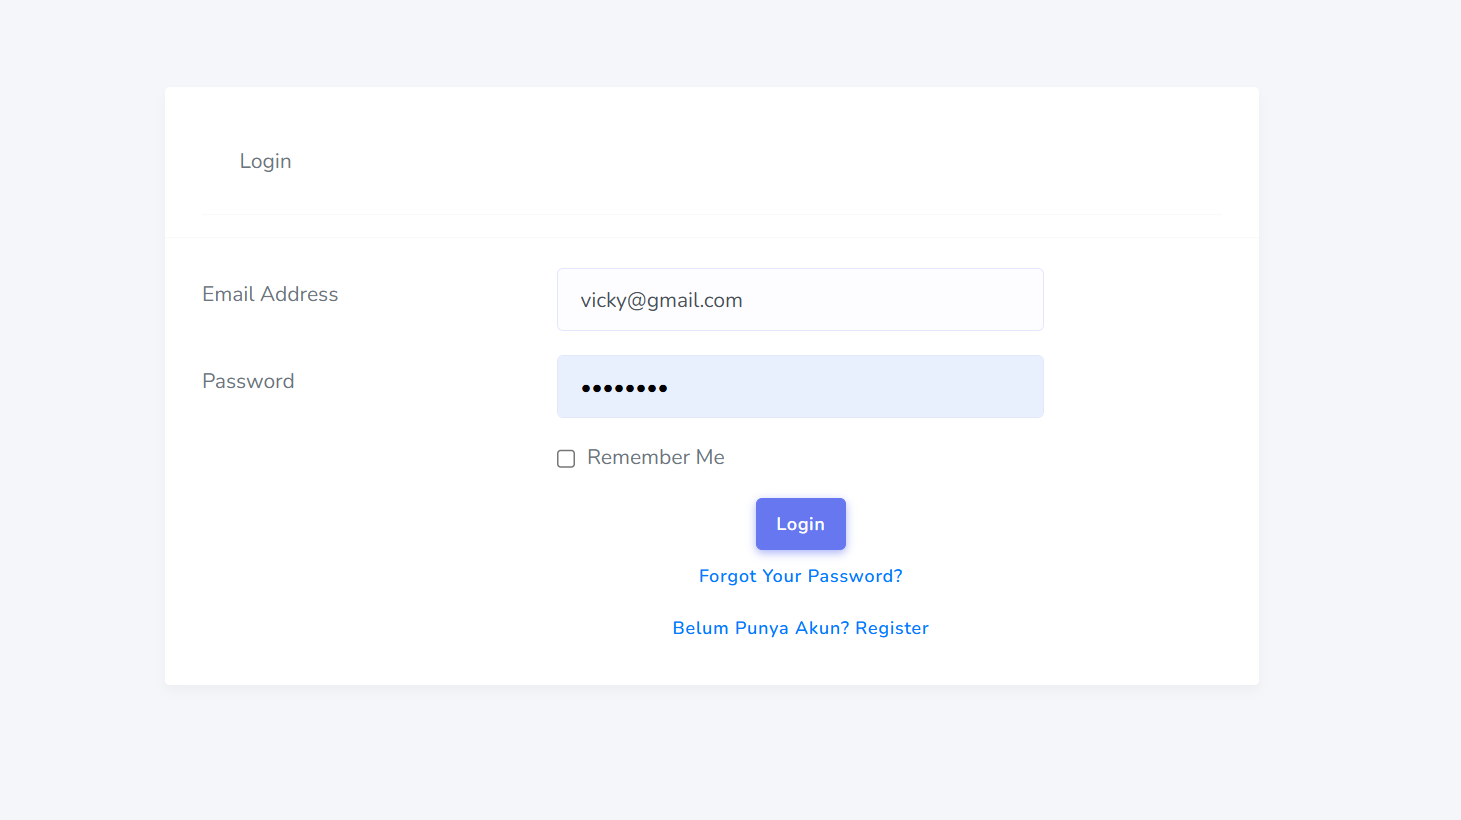 Login
Email Address
vicky@gmail.com
Password
••••••••
Remember Me
Login
Forgot Your Password?
Belum Punya Akun? Register